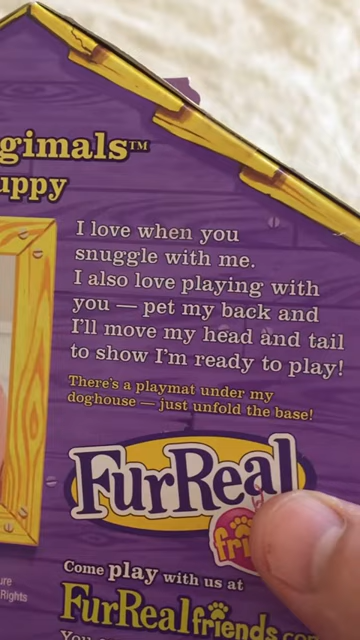 gimals™
uppy
I love when you
snuggle with me.
I also love playing with
you — pet my back and
I'll move my head and tail
to show I'm ready to play!
There's a playmat under my
doghouse — just unfold the base!
FurReal
fri
Come play with us at
FurRealfriends.com
Rights